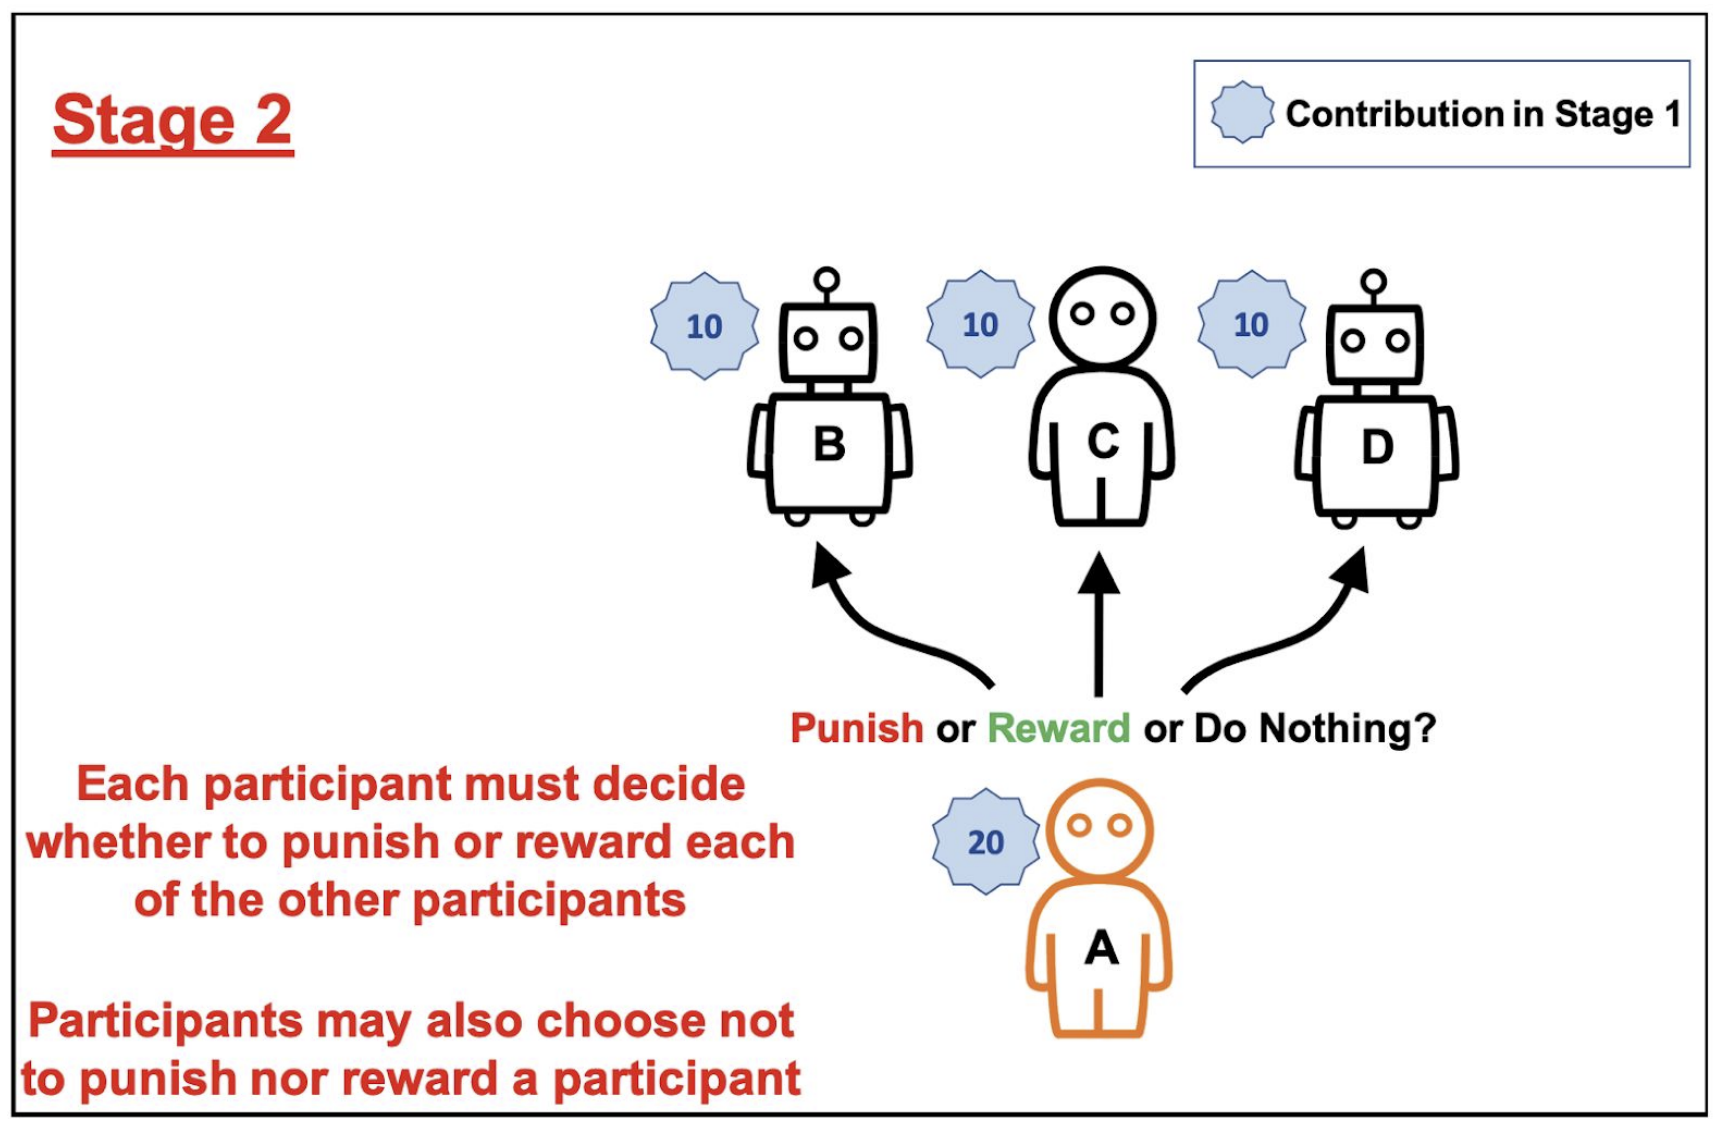 Stage 2
Contribution in Stage 1
10
10
10
B
C
D
Punish or Reward or Do Nothing?
Each participant must decide
whether to punish or reward each
of the other participants
20
A
Participants may also choose not
to punish nor reward a participant